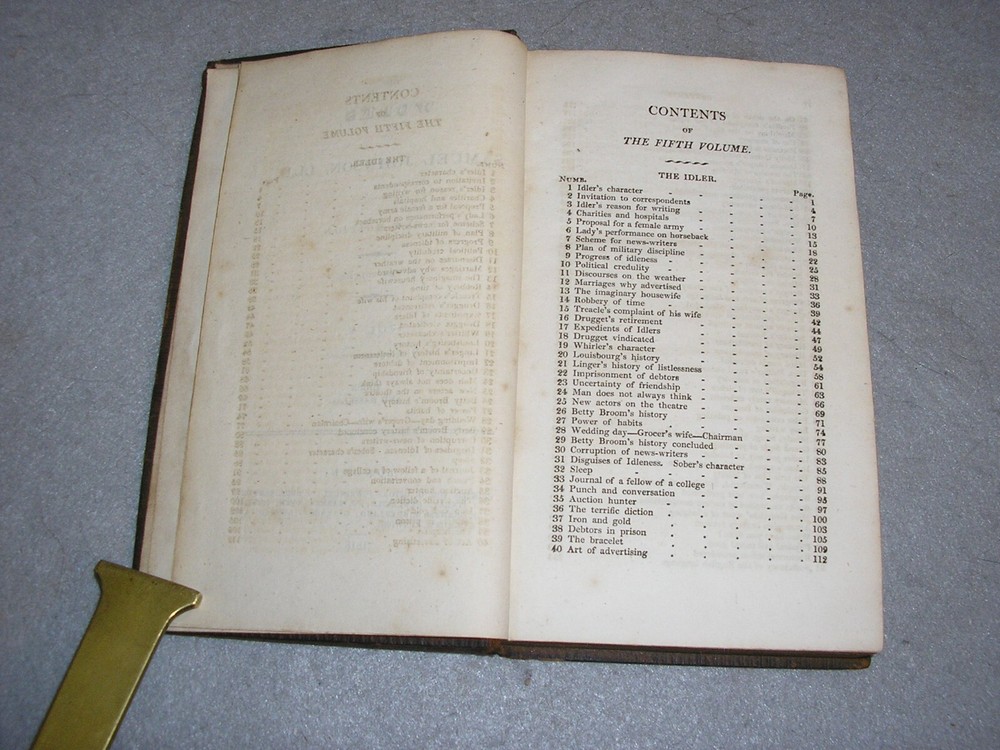 CONTENTS
OF
THE FIFTH VOLUME.
THE IDLER.
Numb. Page.
1 Idler's character - - - - 1
2 Invitation to correspondents - - - - 4
3 Idler's reason for writing - - - - 7
4 Charities and hospitals - - - - 10
5 Proposal for a female army - - - - 13
6 Lady's performance on horseback - - - 15
7 Scheme for news-writers - - - - 18
8 Plan of military discipline - - - - 22
9 Progress of idleness - - - - 25
10 Political credulity - - - - 28
11 Discourses on the weather - - - - 31
12 Marriages why advertised - - - - 33
13 The imaginary housewife - - - - 36
14 Robbery of time - - - - 39
15 Treacle's complaint of his wife - - - 42
16 Drugget's retirement - - - - 44
17 Expedients of Idlers - - - - 47
18 Drugget vindicated - - - - 49
19 Whirler's character - - - - 52
20 Louisbourg's history - - - - 54
21 Linger's history of listlessness - - - 58
22 Imprisonment of debtors - - - - 61
23 Uncertainty of friendship - - - - 63
24 Man does not always think - - - - 66
25 New actors on the theatre - - - - 69
26 Betty Broom's history - - - - 71
27 Power of habits - - - - 74
28 Wedding day—Grocer's wife—Chairman - - - 77
29 Betty Broom's history concluded - - - 80
30 Corruption of news-writers - - - - 83
31 Disguises of Idleness. Sober's character - - 85
32 Sleep - - - - - 88
33 Journal of a fellow of a college - - - 91
34 Punch and conversation - - - - 95
35 Auction hunter - - - - 97
36 The terrific diction - - - - 100
37 Iron and gold - - - - 103
38 Debtors in prison - - - - 105
39 The bracelet - - - - 109
40 Art of advertising - - - - 112